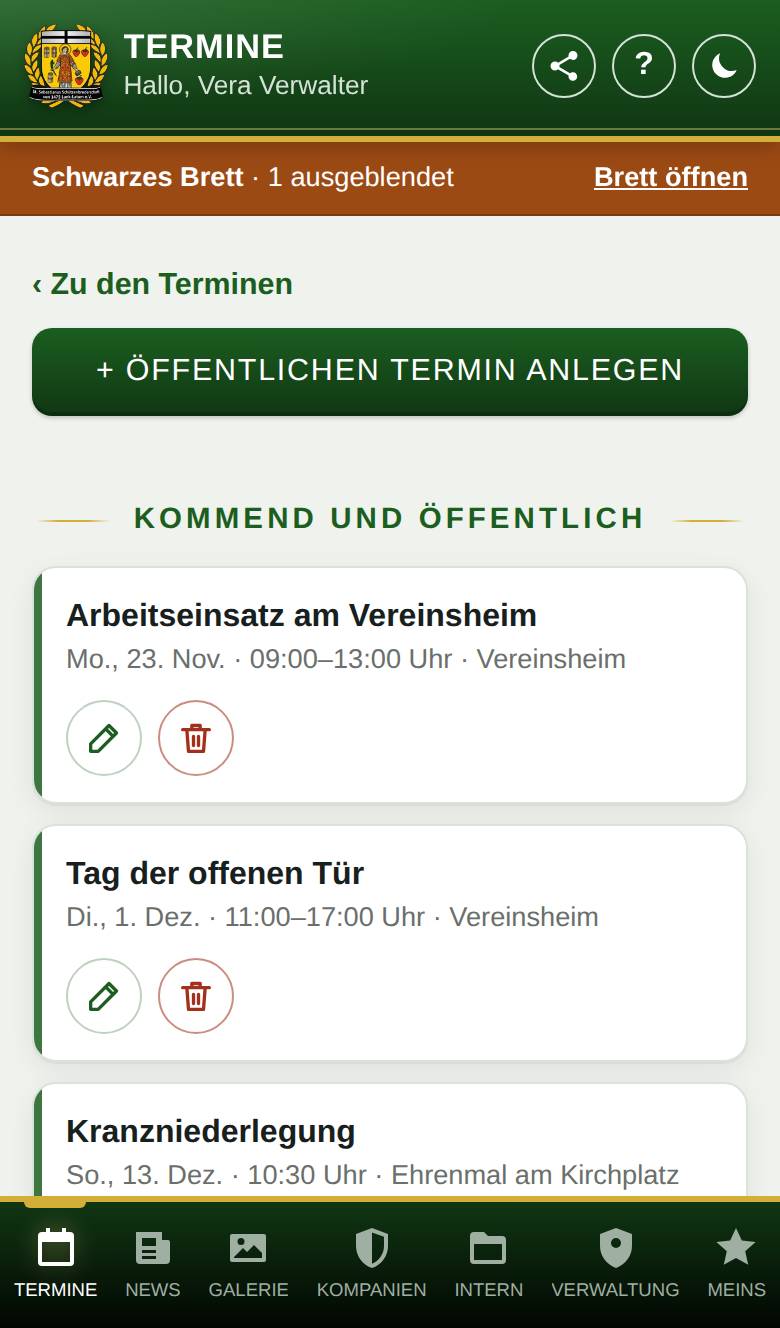 TERMINE
Hallo, Vera Verwalter
?
Schwarzes Brett · 1 ausgeblendet
Brett öffnen
‹ Zu den Terminen
+ ÖFFENTLICHEN TERMIN ANLEGEN
KOMMEND UND ÖFFENTLICH
Arbeitseinsatz am Vereinsheim
Mo., 23. Nov. · 09:00–13:00 Uhr · Vereinsheim
Tag der offenen Tür
Di., 1. Dez. · 11:00–17:00 Uhr · Vereinsheim
Kranzniederlegung
So., 13. Dez. · 10:30 Uhr · Ehrenmal am Kirchplatz
TERMINE
NEWS
GALERIE
KOMPANIEN
INTERN
VERWALTUNG
MEINS